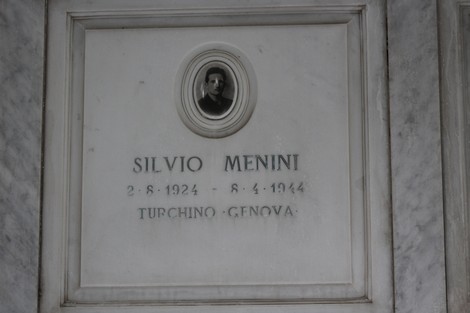 SILVIO MENINI
2·8·1924 - 8·4·1944
TURCHINO·GENOVA·